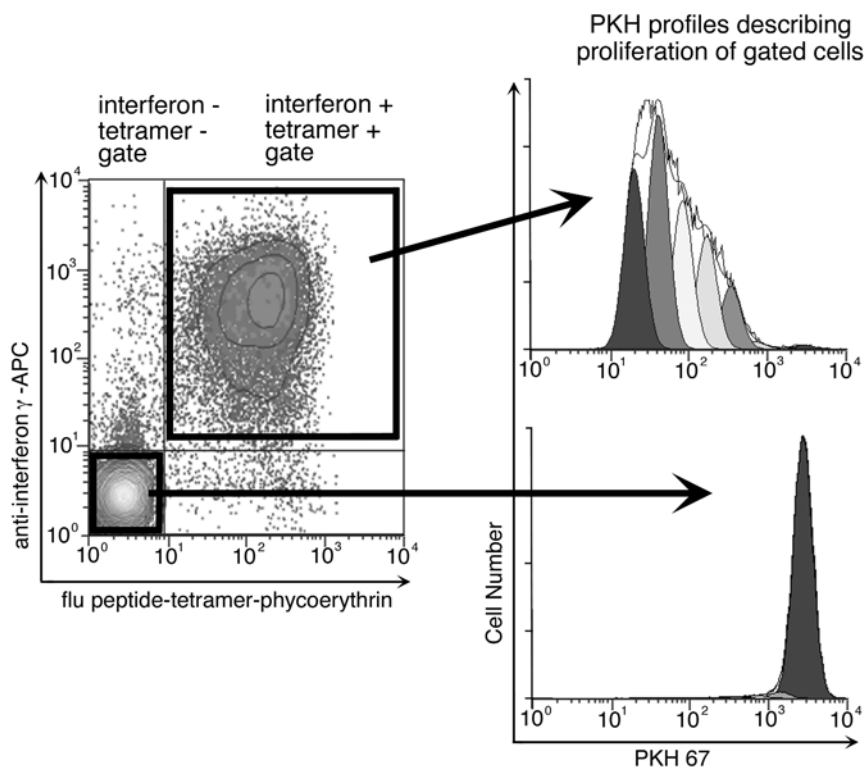 PKH profiles describing
proliferation of gated cells
interferon -
tetramer -
gate
interferon +
tetramer +
gate
10^4
10^3
10^2
10^1
10^0
10^0 10^1 10^2 10^3 10^4
anti-interferon γ -APC
flu peptide-tetramer-phycoerythrin
10^0 10^1 10^2 10^3 10^4
Cell Number
10^0 10^1 10^2 10^3 10^4
PKH 67